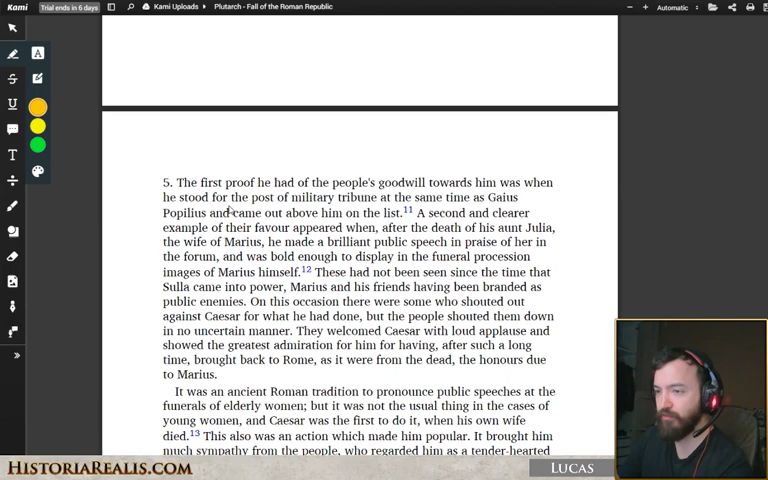 Kami
Trial ends in 6 days
Kami Uploads
Plutarch - Fall of the Roman Republic
Automatic
A
T
5. The first proof he had of the people's goodwill towards him was when
he stood for the post of military tribune at the same time as Gaius
Popilius and came out above him on the list.11 A second and clearer
example of their favour appeared when, after the death of his aunt Julia,
the wife of Marius, he made a brilliant public speech in praise of her in
the forum, and was bold enough to display in the funeral procession
images of Marius himself.12 These had not been seen since the time that
Sulla came into power, Marius and his friends having been branded as
public enemies. On this occasion there were some who shouted out
against Caesar for what he had done, but the people shouted them down
in no uncertain manner. They welcomed Caesar with loud applause and
showed the greatest admiration for him for having, after such a long
time, brought back to Rome, as it were from the dead, the honours due
to Marius.
It was an ancient Roman tradition to pronounce public speeches at the
funerals of elderly women; but it was not the usual thing in the cases of
young women, and Caesar was the first to do it, when his own wife
died.13 This also was an action which made him popular. It brought him
much sympathy from the people, who regarded him as a tender-hearted
HISTORIAREALIS.COM
LUCAS